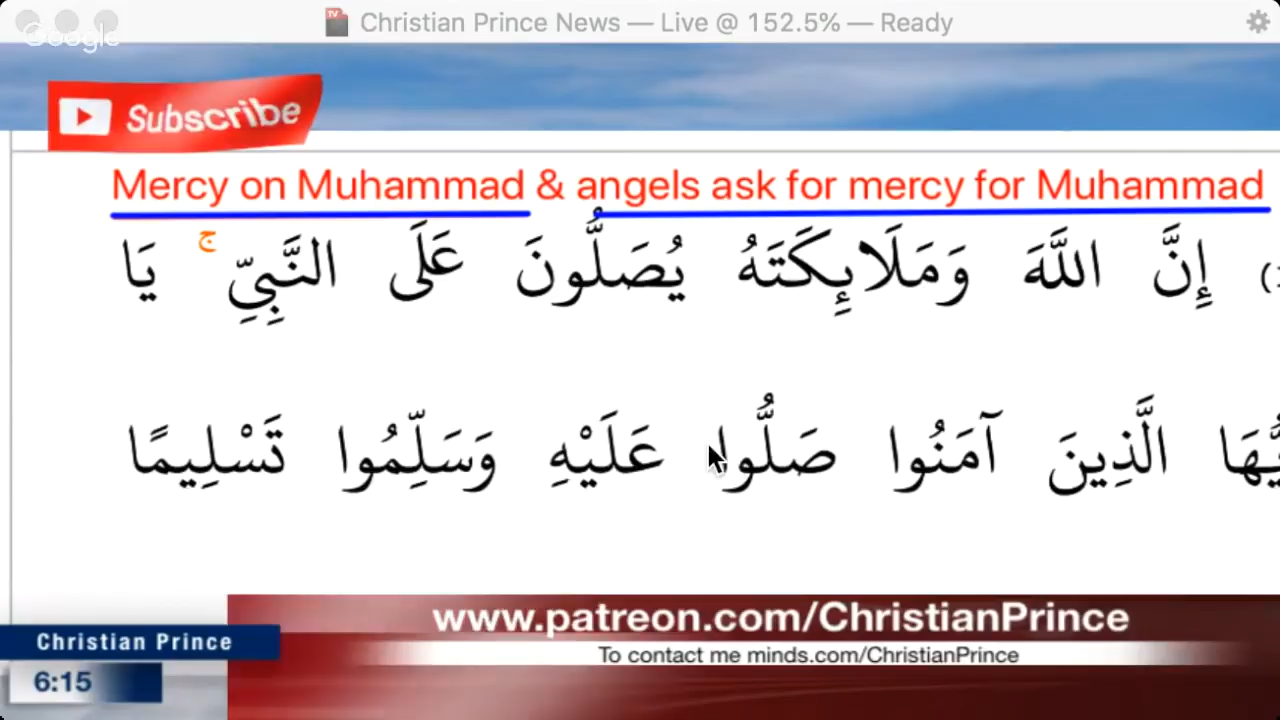 Christian Prince News — Live @ 152.5% — Ready
Google
Subscribe
Mercy on Muhammad & angels ask for mercy for Muhammad
إِنَّ اللَّهَ وَمَلَائِكَتَهُ يُصَلُّونَ عَلَى النَّبِيِّ ۚ يَا
الَّذِينَ آمَنُوا صَلُّوا عَلَيْهِ وَسَلِّمُوا تَسْلِيمًا
www.patreon.com/ChristianPrince
To contact me minds.com/ChristianPrince
Christian Prince
6:15